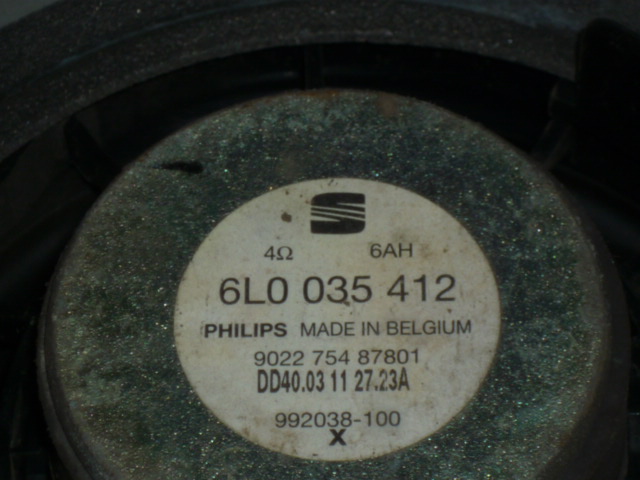 4Ω 6AH
6L0 035 412
PHILIPS MADE IN BELGIUM
9022 754 87801
DD40.03 11 27.23A
992038-100
X